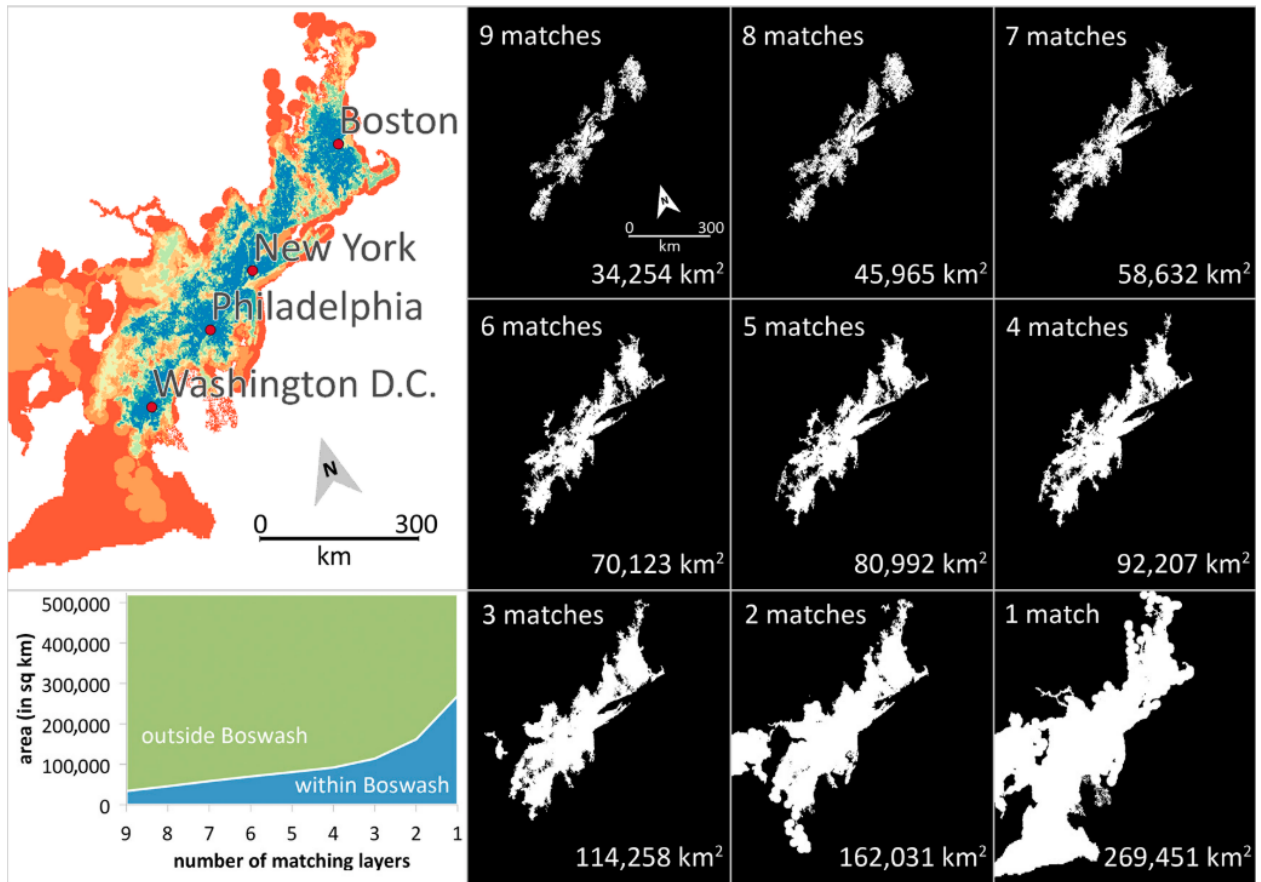 Boston
New York
Philadelphia
Washington D.C.
N
0 300
km
9 matches
N
0 300
km
34,254 km²
8 matches
45,965 km²
7 matches
58,632 km²
6 matches
70,123 km²
5 matches
80,992 km²
4 matches
92,207 km²
500,000
400,000
300,000
200,000
100,000
0
area (in sq km)
outside Boswash
within Boswash
9 8 7 6 5 4 3 2 1
number of matching layers
3 matches
114,258 km²
2 matches
162,031 km²
1 match
269,451 km²